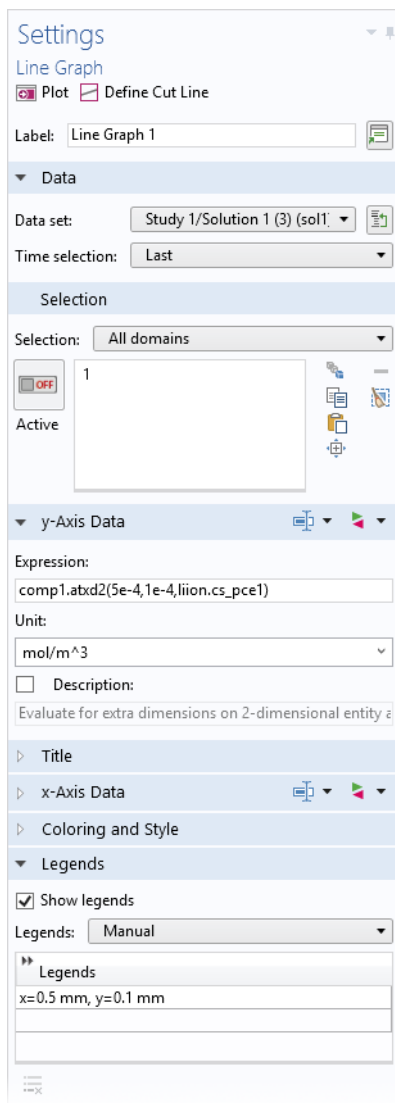 Settings
Line Graph
Plot Define Cut Line
Label: Line Graph 1
Data
Data set: Study 1/Solution 1 (3) (sol1)
Time selection: Last
Selection
Selection: All domains
1
OFF
Active
y-Axis Data
Expression:
comp1.atxd2(5e-4,1e-4,liion.cs_pce1)
Unit:
mol/m^3
Description:
Evaluate for extra dimensions on 2-dimensional entity a
Title
x-Axis Data
Coloring and Style
Legends
Show legends
Legends: Manual
Legends
x=0.5 mm, y=0.1 mm